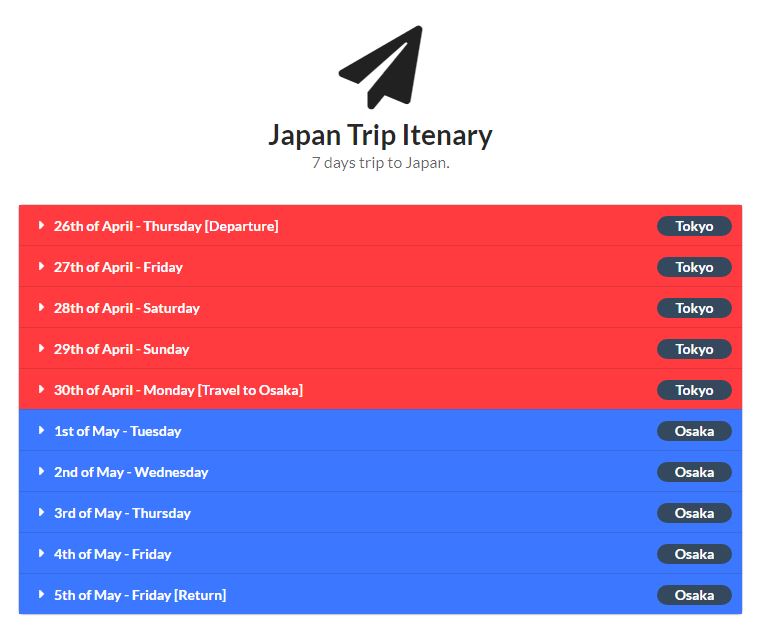 Japan Trip Itenary
7 days trip to Japan.
26th of April - Thursday [Departure] Tokyo
27th of April - Friday Tokyo
28th of April - Saturday Tokyo
29th of April - Sunday Tokyo
30th of April - Monday [Travel to Osaka] Tokyo
1st of May - Tuesday Osaka
2nd of May - Wednesday Osaka
3rd of May - Thursday Osaka
4th of May - Friday Osaka
5th of May - Friday [Return] Osaka